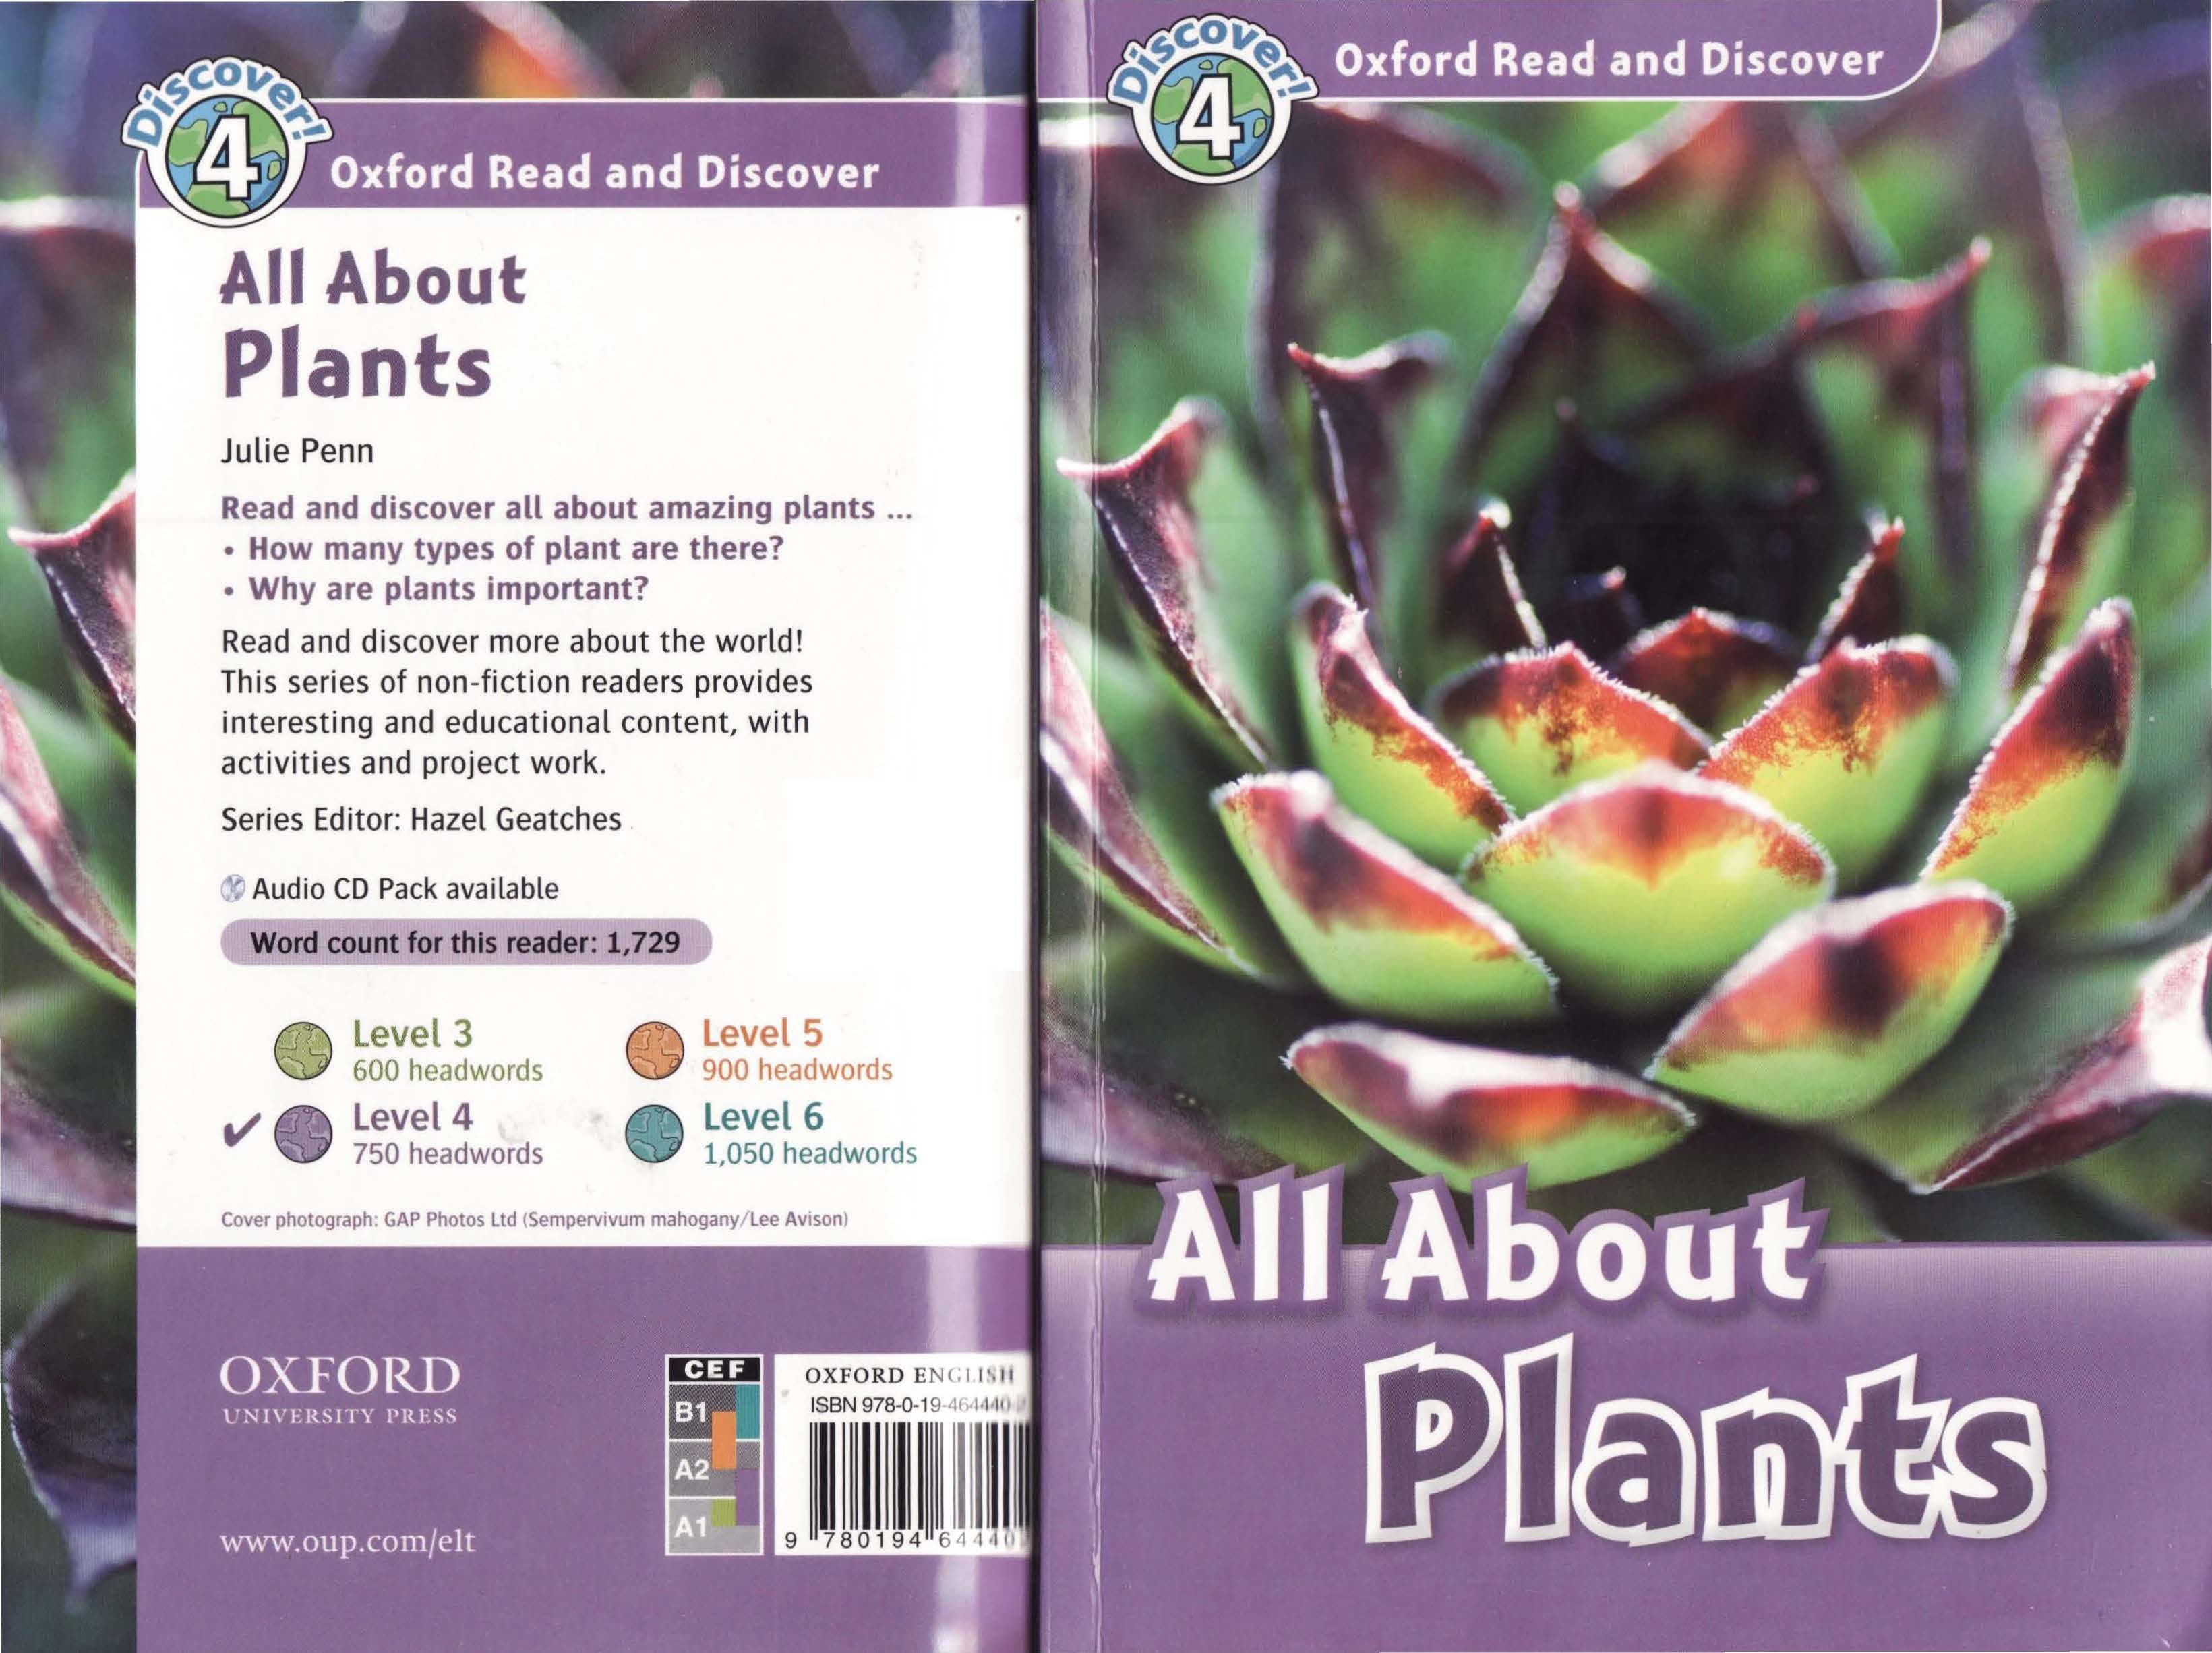 Discover!
4
Oxford Read and Discover
All About
Plants
Julie Penn
Read and discover all about amazing plants ...
• How many types of plant are there?
• Why are plants important?
Read and discover more about the world!
This series of non-fiction readers provides
interesting and educational content, with
activities and project work.
Series Editor: Hazel Geatches
Audio CD Pack available
Word count for this reader: 1,729
Level 3
600 headwords
Level 4
750 headwords
Level 5
900 headwords
Level 6
1,050 headwords
Cover photograph: GAP Photos Ltd (Sempervivum mahogany/Lee Avison)
OXFORD
UNIVERSITY PRESS
www.oup.com/elt
CEF
B1
A2
A1
OXFORD ENGLISH
ISBN 978-0-19-464440
9 780194 64440
Discover!
4
Oxford Read and Discover
All About
Plants